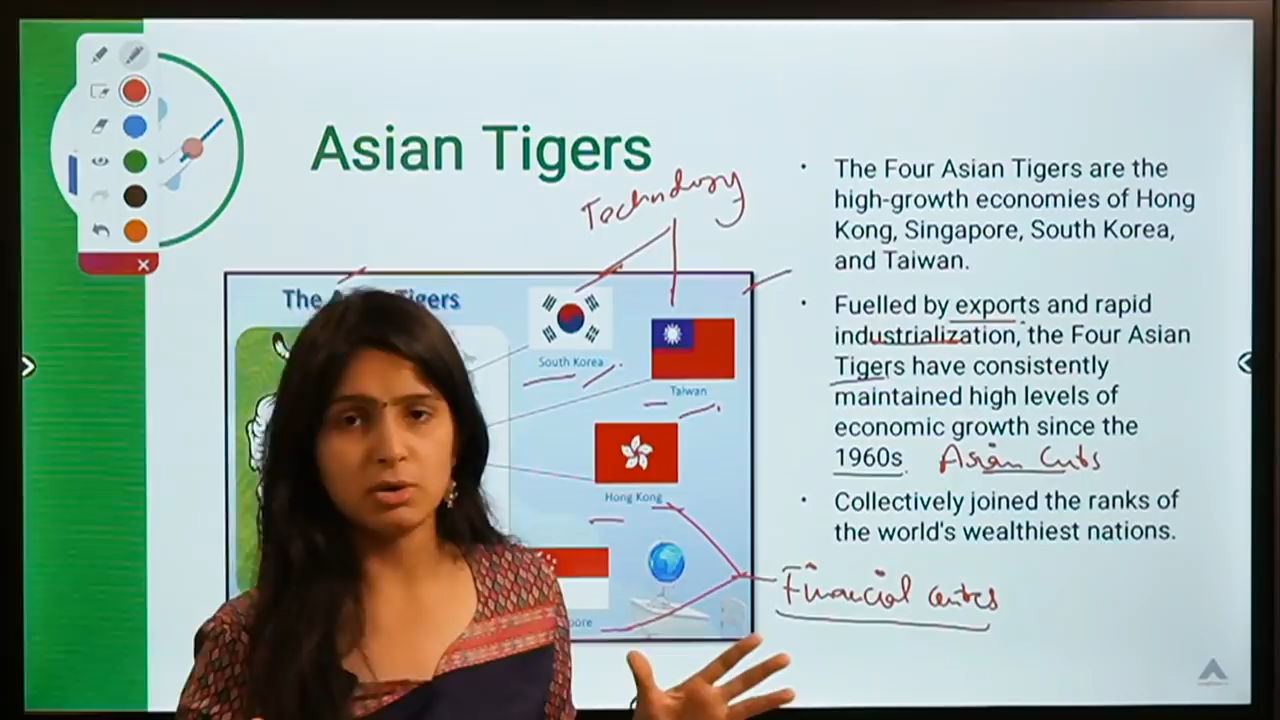 Asian Tigers
Technology
The Asian Tigers
South Korea
Taiwan
Hong Kong
pore
• The Four Asian Tigers are the
high-growth economies of Hong
Kong, Singapore, South Korea,
and Taiwan.
• Fuelled by exports and rapid
industrialization, the Four Asian
Tigers have consistently
maintained high levels of
economic growth since the
1960s. Asian Cubs
• Collectively joined the ranks of
the world's wealthiest nations.
Financial centres